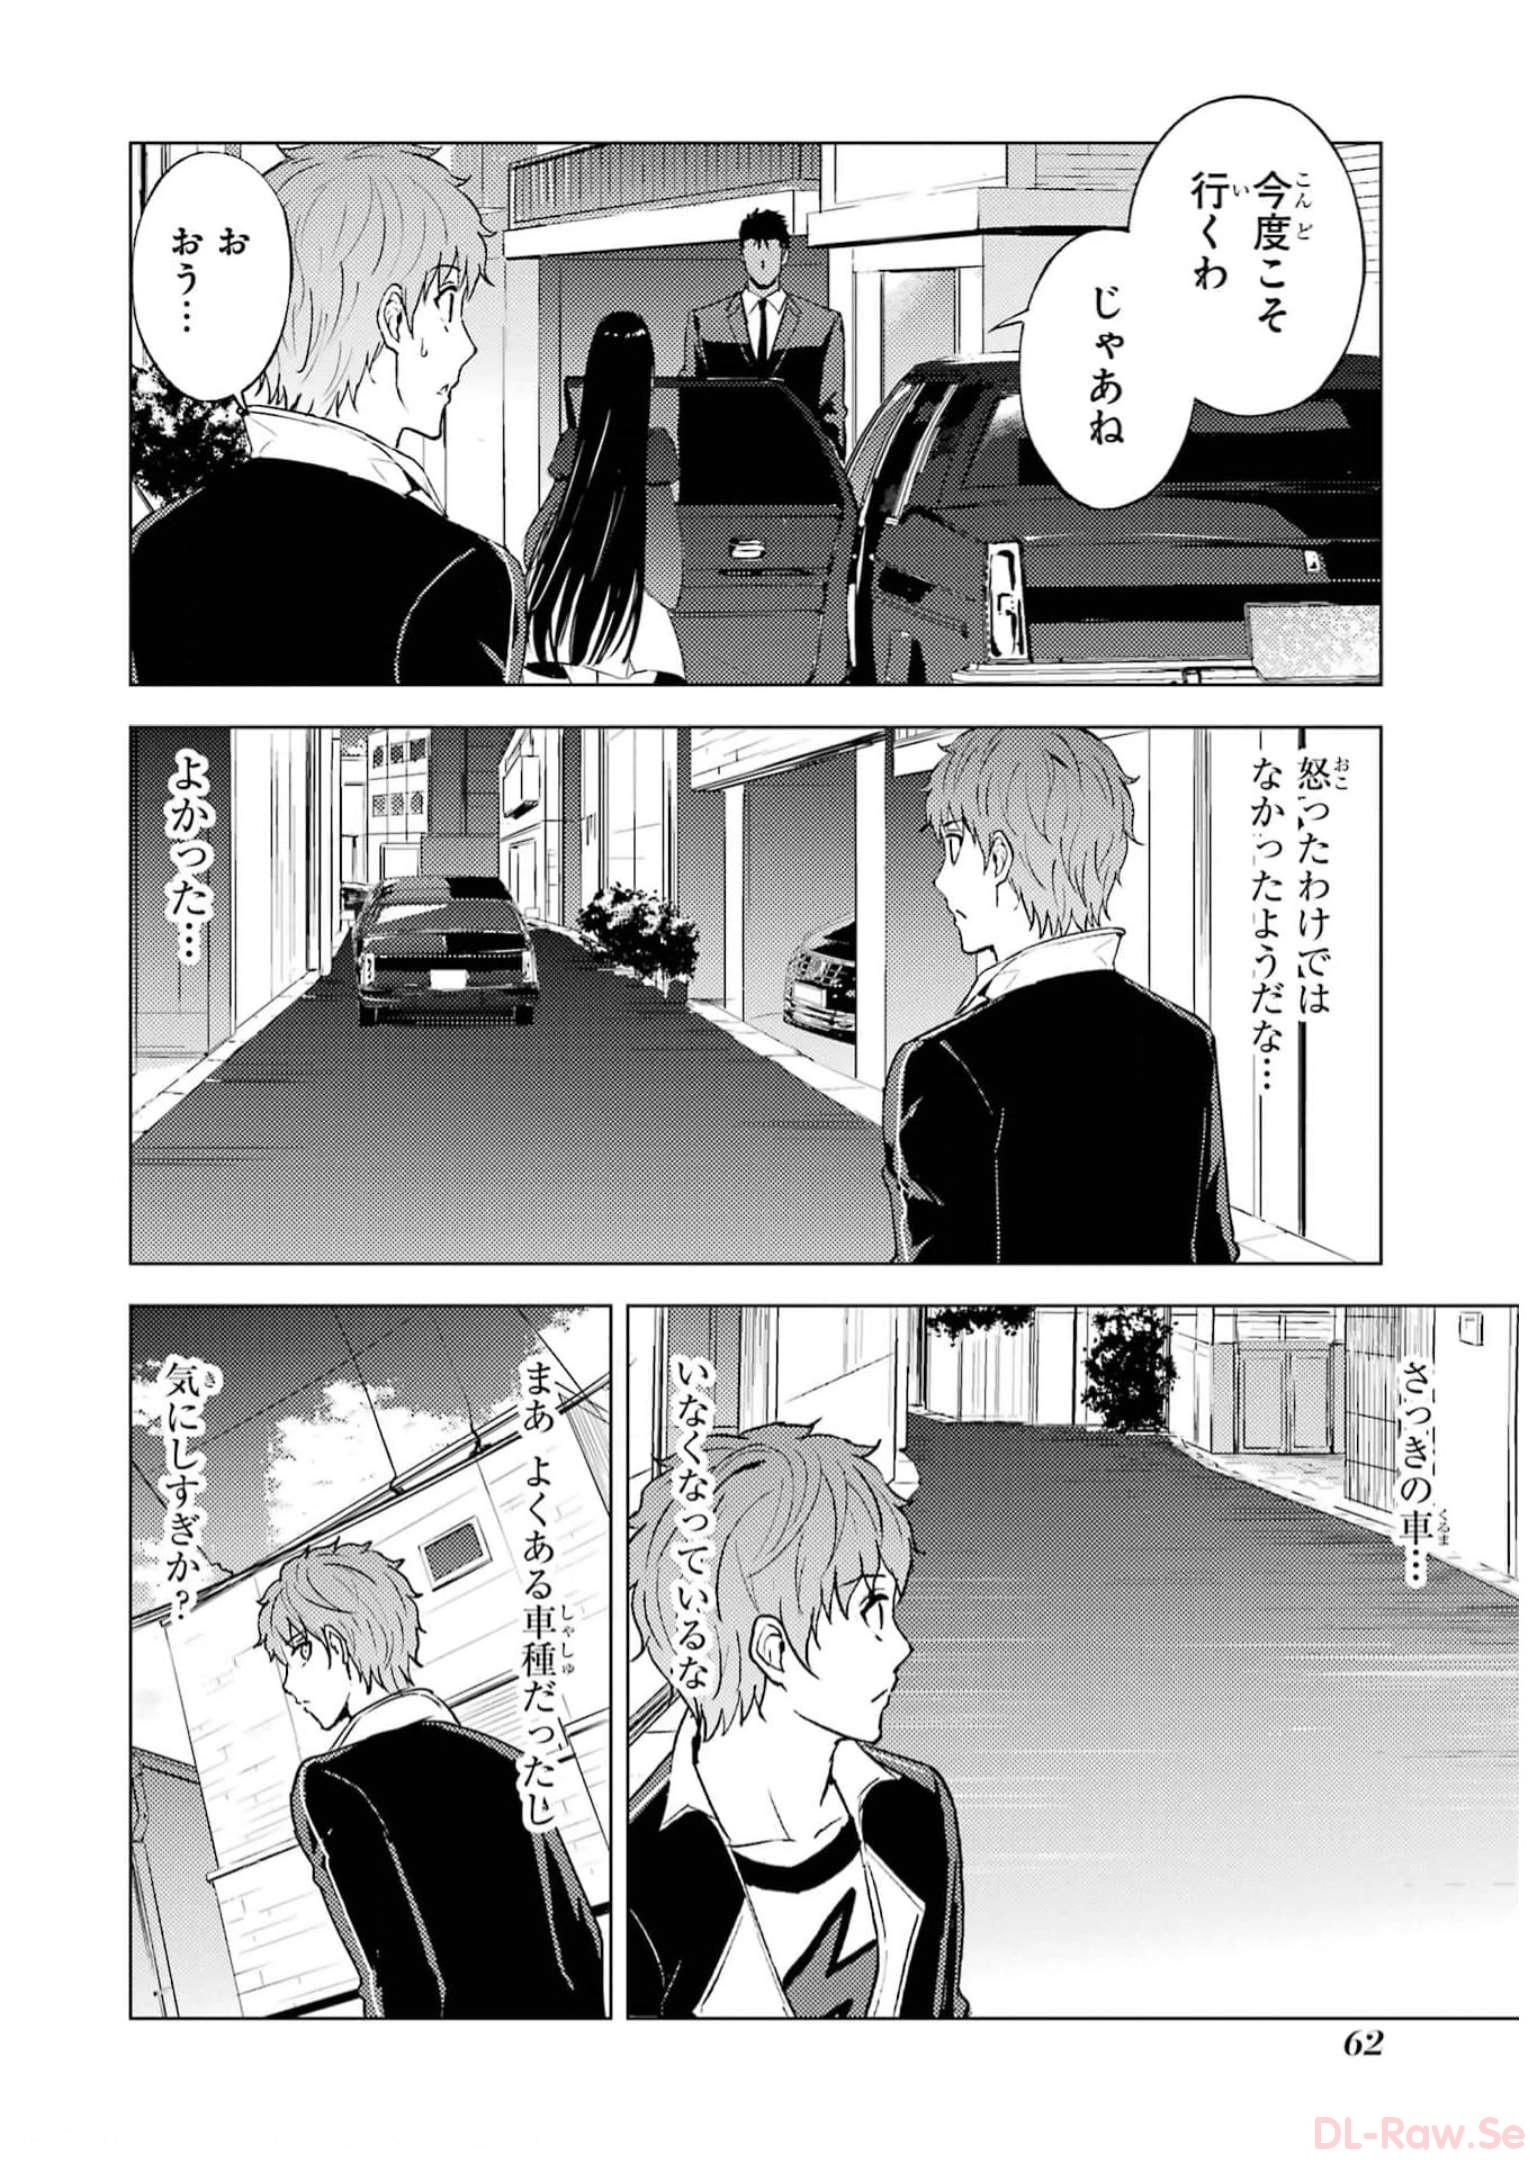 今度こそ
行くわ
じゃあね
お
おう…
怒ったわけでは
なかったようだな…
よかった…
さっきの車…
いなくなっているな
まあ よくある車種だったし
気にしすぎか?
62
DL-Raw.Se